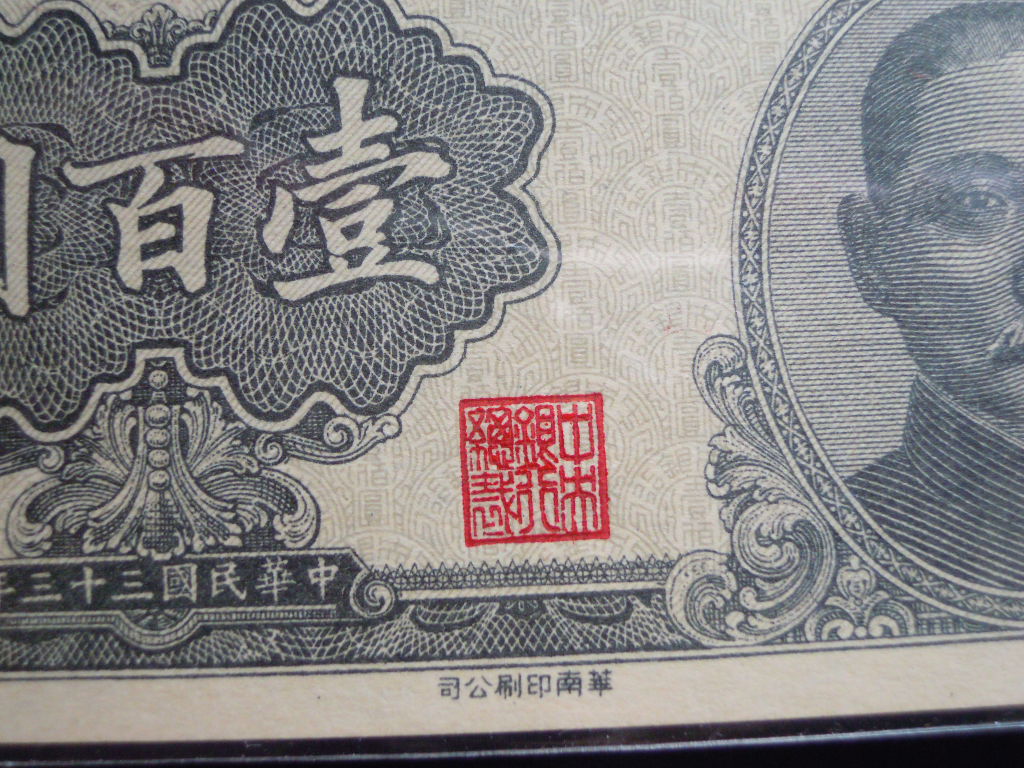 壹百
中央
銀行
總裁
中華民國三十三年
華南印刷公司